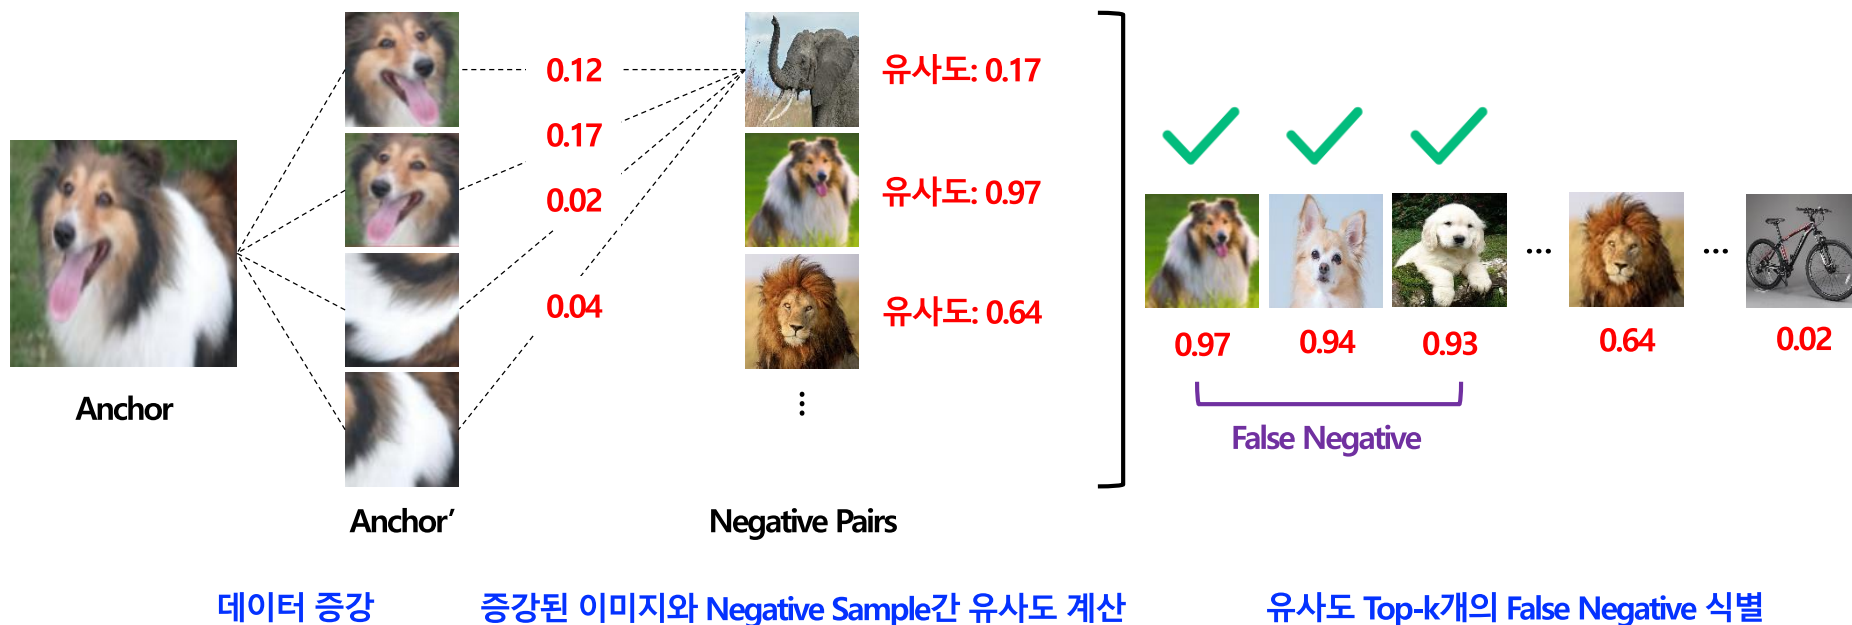 0.12
0.17
0.02
0.04
유사도: 0.17
유사도: 0.97
유사도: 0.64
⋮
...
...
0.97
0.94
0.93
0.64
0.02
False Negative
Anchor
Anchor′
Negative Pairs
데이터 증강
증강된 이미지와 Negative Sample간 유사도 계산
유사도 Top-k개의 False Negative 식별